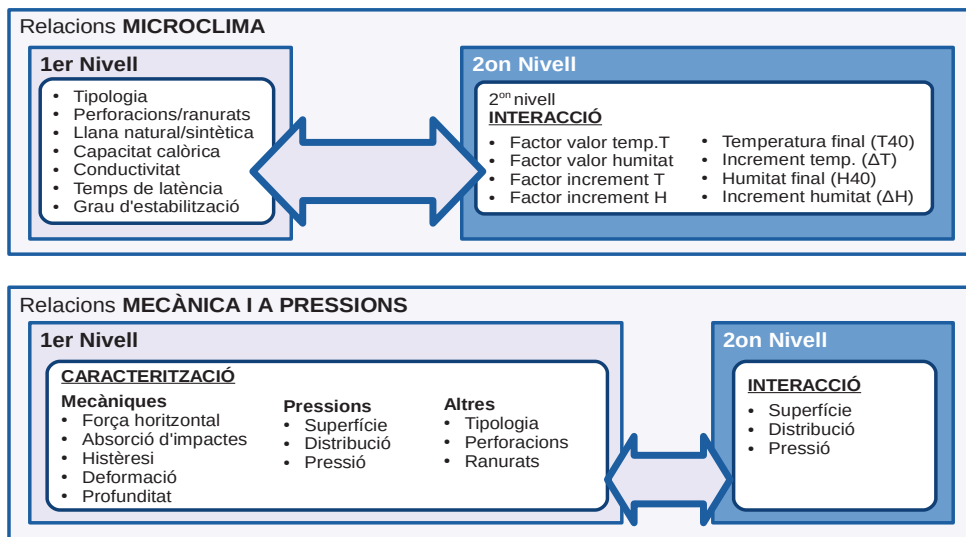 Relacions MICROCLIMA
1er Nivell
• Tipologia
• Perforacions/ranurats
• Llana natural/sintètica
• Capacitat calòrica
• Conductivitat
• Temps de latència
• Grau d'estabilització
2on Nivell
2on nivell
INTERACCIÓ
• Factor valor temp.T
• Factor valor humitat
• Factor increment T
• Factor increment H
• Temperatura final (T40)
• Increment temp. (ΔT)
• Humitat final (H40)
• Increment humitat (ΔH)
Relacions MECÀNICA I A PRESSIONS
1er Nivell
CARACTERITZACIÓ
Mecàniques
• Força horitzontal
• Absorció d'impactes
• Histèresi
• Deformació
• Profunditat
Pressions
• Superfície
• Distribució
• Pressió
Altres
• Tipologia
• Perforacions
• Ranurats
2on Nivell
INTERACCIÓ
• Superfície
• Distribució
• Pressió